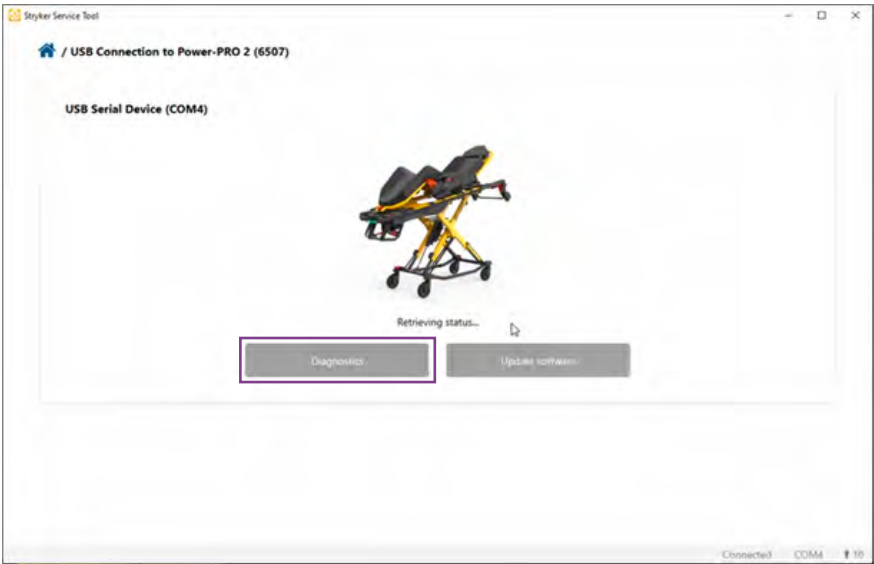 Stryker Service Tool
/ USB Connection to Power-PRO 2 (6507)
USB Serial Device (COM4)
Retrieving status...
Diagnostics
Update software
Connected COM4 10